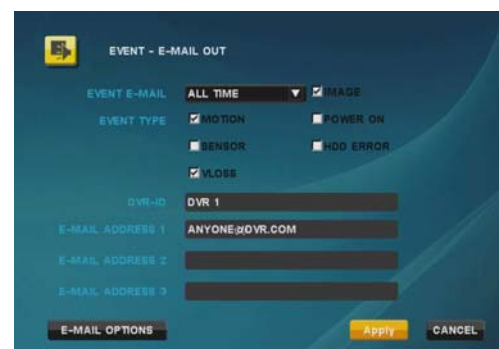 EVENT - E-MAIL OUT
EVENT E-MAIL ALL TIME IMAGE
EVENT TYPE MOTION POWER ON
SENSOR HDD ERROR
VLOSS
DVR-ID DVR 1
E-MAIL ADDRESS 1 ANYONE@DVR.COM
E-MAIL ADDRESS 2
E-MAIL ADDRESS 3
E-MAIL OPTIONS Apply CANCEL